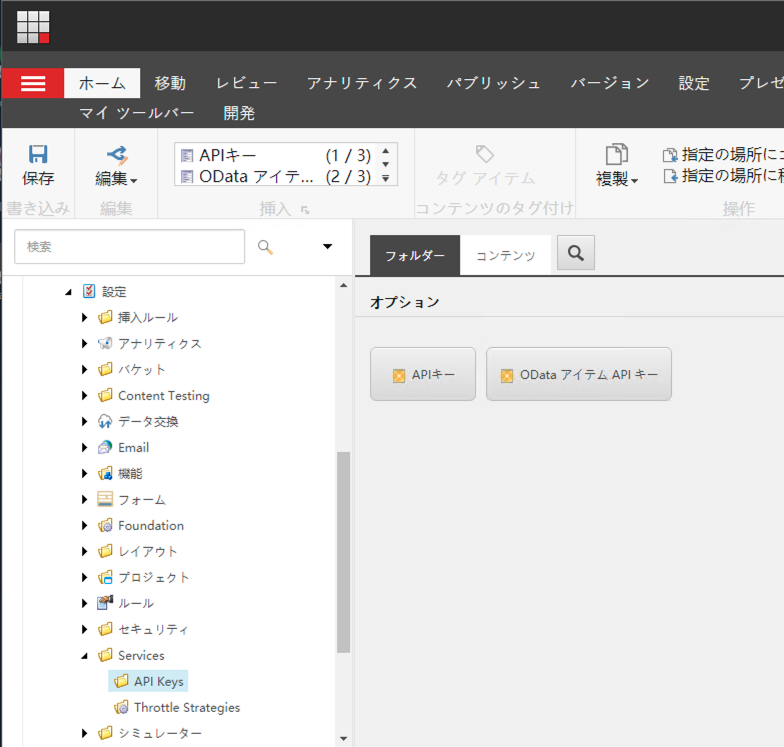 ホーム 移動 レビュー アナリティクス パブリッシュ バージョン 設定 プレゼ
マイ ツールバー 開発
保存
書き込み
編集
編集
APIキー (1 / 3)
OData アイテ... (2 / 3)
挿入
タグ アイテム
コンテンツのタグ付け
複製
指定の場所にコ
指定の場所に移
操作
検索
設定
挿入ルール
アナリティクス
バケット
Content Testing
データ交換
Email
機能
フォーム
Foundation
レイアウト
プロジェクト
ルール
セキュリティ
Services
API Keys
Throttle Strategies
シミュレーター
フォルダー コンテンツ
オプション
APIキー OData アイテム API キー